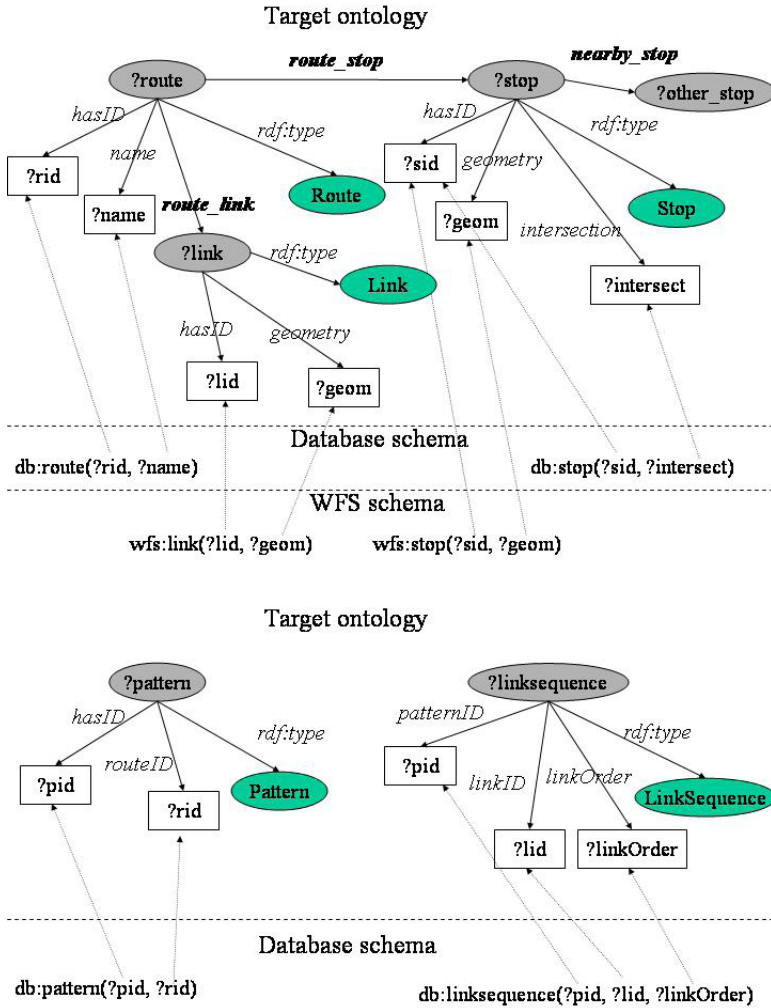 Target ontology
route_stop
nearby_stop
?route
?stop
?other_stop
hasID
name
rdf:type
hasID
geometry
rdf:type
?rid
?name
route_link
Route
?sid
?geom
intersection
Stop
?link
rdf:type
Link
?intersect
hasID
geometry
?lid
?geom
Database schema
db:route(?rid, ?name)
db:stop(?sid, ?intersect)
WFS schema
wfs:link(?lid, ?geom)
wfs:stop(?sid, ?geom)
Target ontology
?pattern
?linksequence
hasID
routeID
rdf:type
patternID
linkID
linkOrder
rdf:type
?pid
?rid
Pattern
?pid
LinkSequence
?lid
?linkOrder
Database schema
db:pattern(?pid, ?rid)
db:linksequence(?pid, ?lid, ?linkOrder)